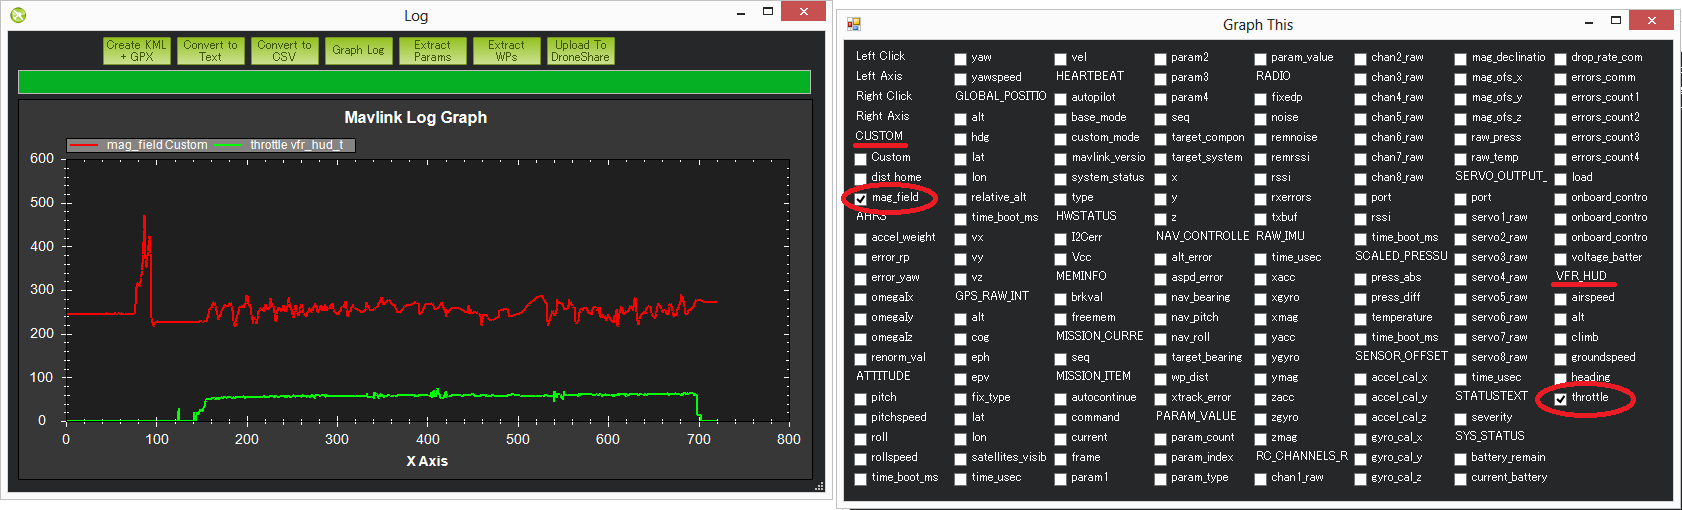 Log
Create KML
+ GPX
Convert to
Text
Convert to
CSV
Graph Log
Extract
Params
Extract
WPs
Upload To
DroneShare
Mavlink Log Graph
mag_field Custom
throttle vfr_hud_t
600
500
400
300
200
100
0
0
100
200
300
400
500
600
700
800
X Axis
Graph This
Left Click
Left Axis
Right Click
Right Axis
CUSTOM
Custom
dist home
mag_field
AHRS
accel_weight
error_rp
error_yaw
omegaIx
omegaIy
omegaIz
renorm_val
ATTITUDE
pitch
pitchspeed
roll
rollspeed
time_boot_ms
yaw
yawspeed
GLOBAL_POSITIO
alt
hdg
lat
lon
relative_alt
time_boot_ms
vx
vy
vz
GPS_RAW_INT
alt
cog
eph
epv
fix_type
lat
lon
satellites_visib
time_usec
vel
HEARTBEAT
autopilot
base_mode
custom_mode
mavlink_versio
system_status
type
HWSTATUS
I2Cerr
Vcc
MEMINFO
brkval
freemem
MISSION_CURRE
seq
MISSION_ITEM
autocontinue
command
current
frame
param1
param2
param3
param4
seq
target_compon
target_system
x
y
z
NAV_CONTROLLE
alt_error
aspd_error
nav_bearing
nav_pitch
nav_roll
target_bearing
wp_dist
xtrack_error
PARAM_VALUE
param_count
param_index
param_type
param_value
RADIO
fixedp
noise
remnoise
remrssi
rssi
rxerrors
txbuf
RAW_IMU
time_usec
xacc
xgyro
xmag
yacc
ygyro
ymag
zacc
zgyro
zmag
RC_CHANNELS_R
chan1_raw
chan2_raw
chan3_raw
chan4_raw
chan5_raw
chan6_raw
chan7_raw
chan8_raw
port
rssi
time_boot_ms
SCALED_PRESSU
press_abs
press_diff
temperature
time_boot_ms
SENSOR_OFFSET
accel_cal_x
accel_cal_y
accel_cal_z
gyro_cal_x
gyro_cal_y
gyro_cal_z
mag_declinatio
mag_ofs_x
mag_ofs_y
mag_ofs_z
raw_press
raw_temp
SERVO_OUTPUT_
port
servo1_raw
servo2_raw
servo3_raw
servo4_raw
servo5_raw
servo6_raw
servo7_raw
servo8_raw
time_usec
STATUSTEXT
severity
SYS_STATUS
battery_remain
current_battery
drop_rate_com
errors_comm
errors_count1
errors_count2
errors_count3
errors_count4
load
onboard_contro
onboard_contro
onboard_contro
voltage_batter
VFR_HUD
airspeed
alt
climb
groundspeed
heading
throttle